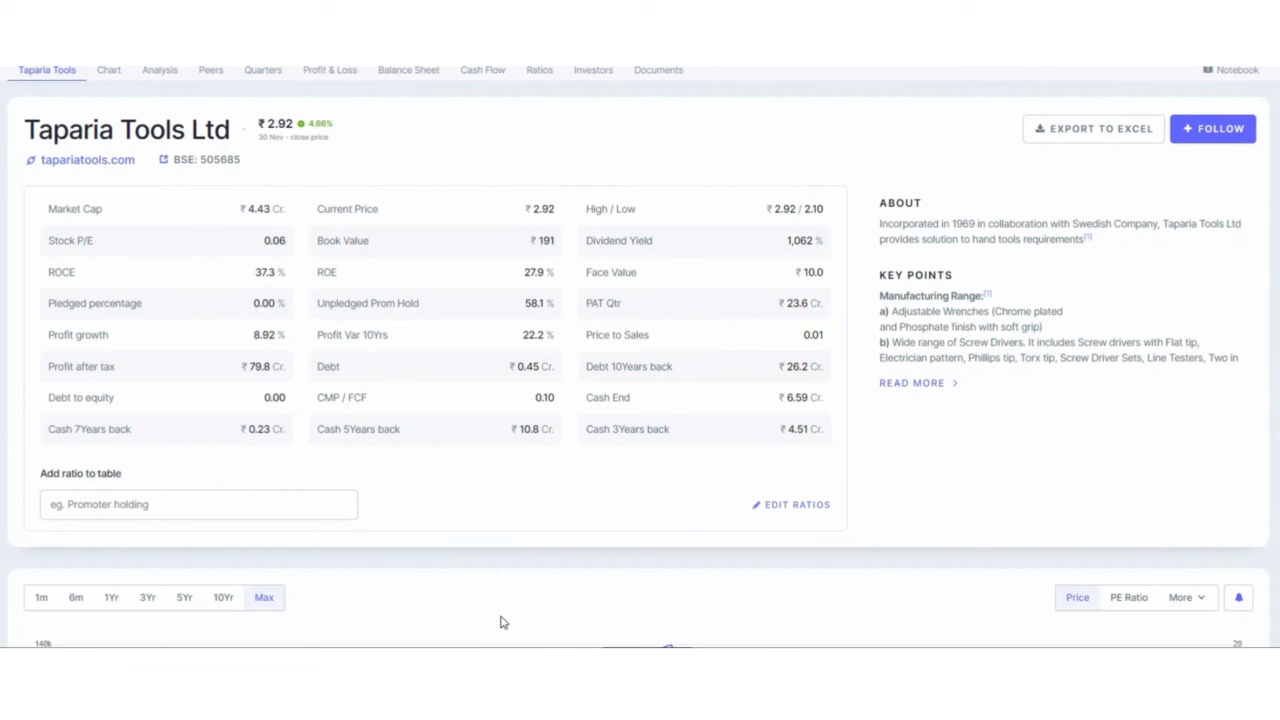 Taparia Tools Chart Analysis Peers Quarters Profit & Loss Balance Sheet Cash Flow Ratios Investors Documents Notebook
Taparia Tools Ltd · ₹ 2.92 4.66%
30 Nov - close price
EXPORT TO EXCEL + FOLLOW
tapariatools.com BSE: 505685
Market Cap ₹ 4.43 Cr. Current Price ₹ 2.92 High / Low ₹ 2.92 / 2.10
Stock P/E 0.06 Book Value ₹ 191 Dividend Yield 1,062 %
ROCE 37.3 % ROE 27.9 % Face Value ₹ 10.0
Pledged percentage 0.00 % Unpledged Prom Hold 58.1 % PAT Qtr ₹ 23.6 Cr.
Profit growth 8.92 % Profit Var 10Yrs 22.2 % Price to Sales 0.01
Profit after tax ₹ 79.8 Cr. Debt ₹ 0.45 Cr. Debt 10Years back ₹ 26.2 Cr.
Debt to equity 0.00 CMP / FCF 0.10 Cash End ₹ 6.59 Cr.
Cash 7Years back ₹ 0.23 Cr. Cash 5Years back ₹ 10.8 Cr. Cash 3Years back ₹ 4.51 Cr.
Add ratio to table
eg. Promoter holding
EDIT RATIOS
ABOUT
Incorporated in 1969 in collaboration with Swedish Company, Taparia Tools Ltd
provides solution to hand tools requirements[1]
KEY POINTS
Manufacturing Range:[1]
a) Adjustable Wrenches (Chrome plated
and Phosphate finish with soft grip)
b) Wide range of Screw Drivers. It includes Screw drivers with Flat tip,
Electrician pattern, Phillips tip, Torx tip, Screw Driver Sets, Line Testers, Two in
READ MORE >
1m 6m 1Yr 3Yr 5Yr 10Yr Max Price PE Ratio More
140k 20